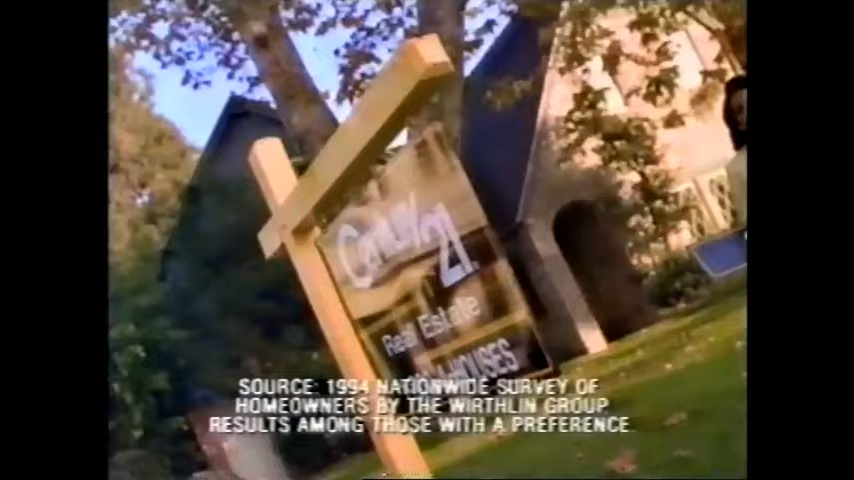 Century 21
Real Estate
HOUSES
SOURCE: 1994 NATIONWIDE SURVEY OF
HOMEOWNERS BY THE WIRTHLIN GROUP
RESULTS AMONG THOSE WITH A PREFERENCE.